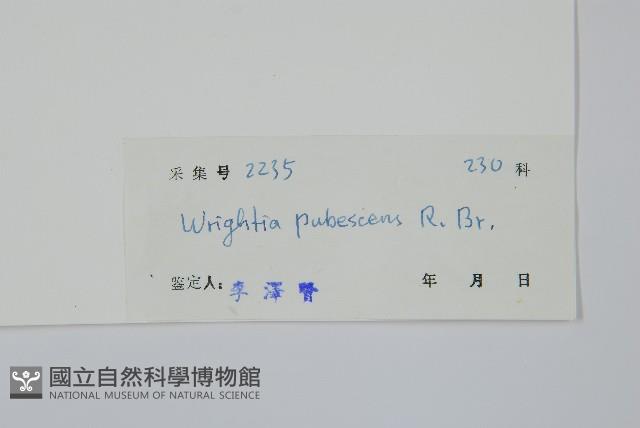 采集号 2235 230 科
Wrightia pubescens R. Br.
鉴定人: 李澤賢 年 月 日
國立自然科學博物館
NATIONAL MUSEUM OF NATURAL SCIENCE